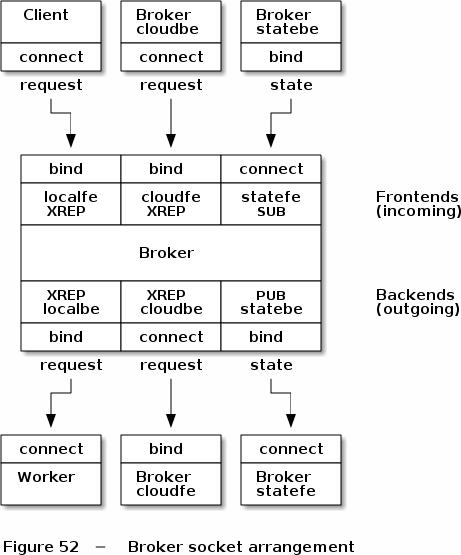 Client
Broker
cloudbe
Broker
statebe
connect
connect
bind
request
request
state
bind
bind
connect
localfe
XREP
cloudfe
XREP
statefe
SUB
Frontends
(incoming)
Broker
XREP
localbe
XREP
cloudbe
PUB
statebe
Backends
(outgoing)
bind
connect
bind
request
request
state
connect
bind
connect
Worker
Broker
cloudfe
Broker
statefe
Figure 52 – Broker socket arrangement